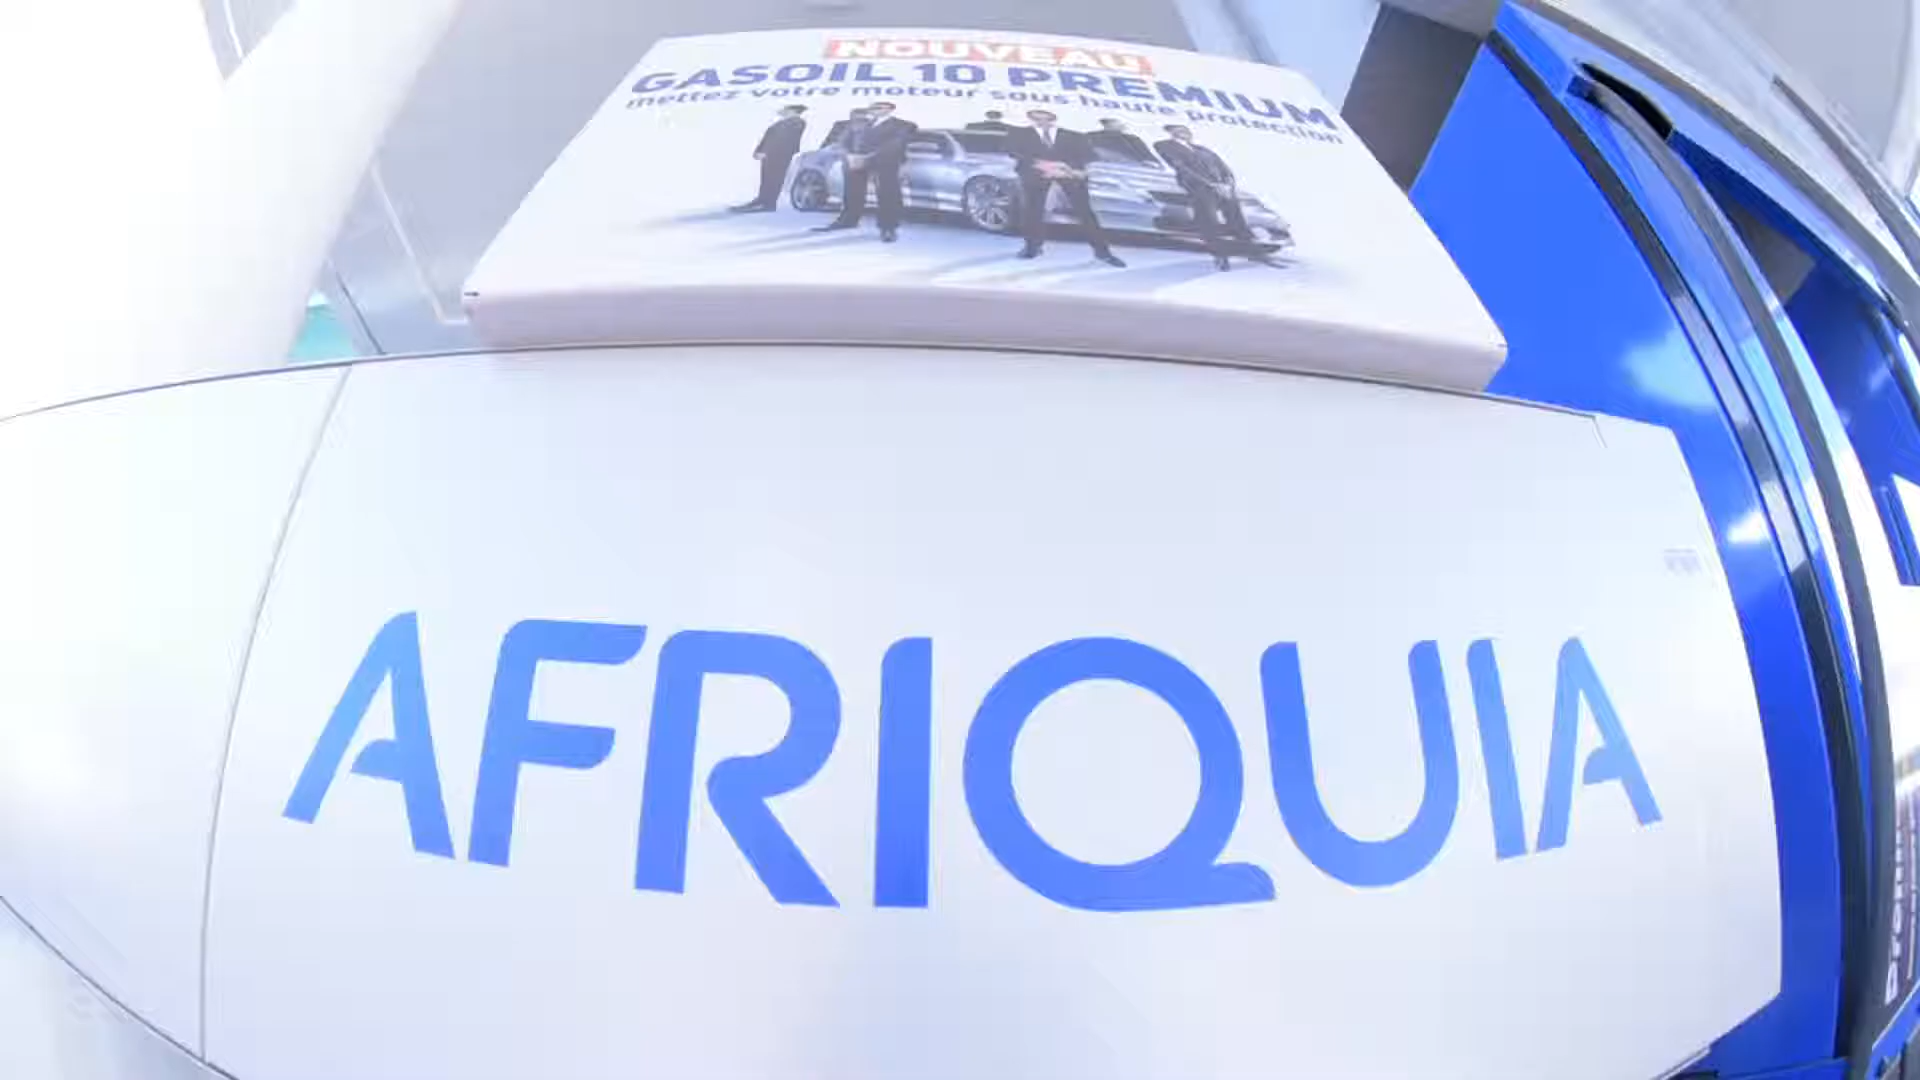 NOUVEAU
GASOIL 10 PREMIUM
mettez votre moteur sous haute protection
AFRIQUIA